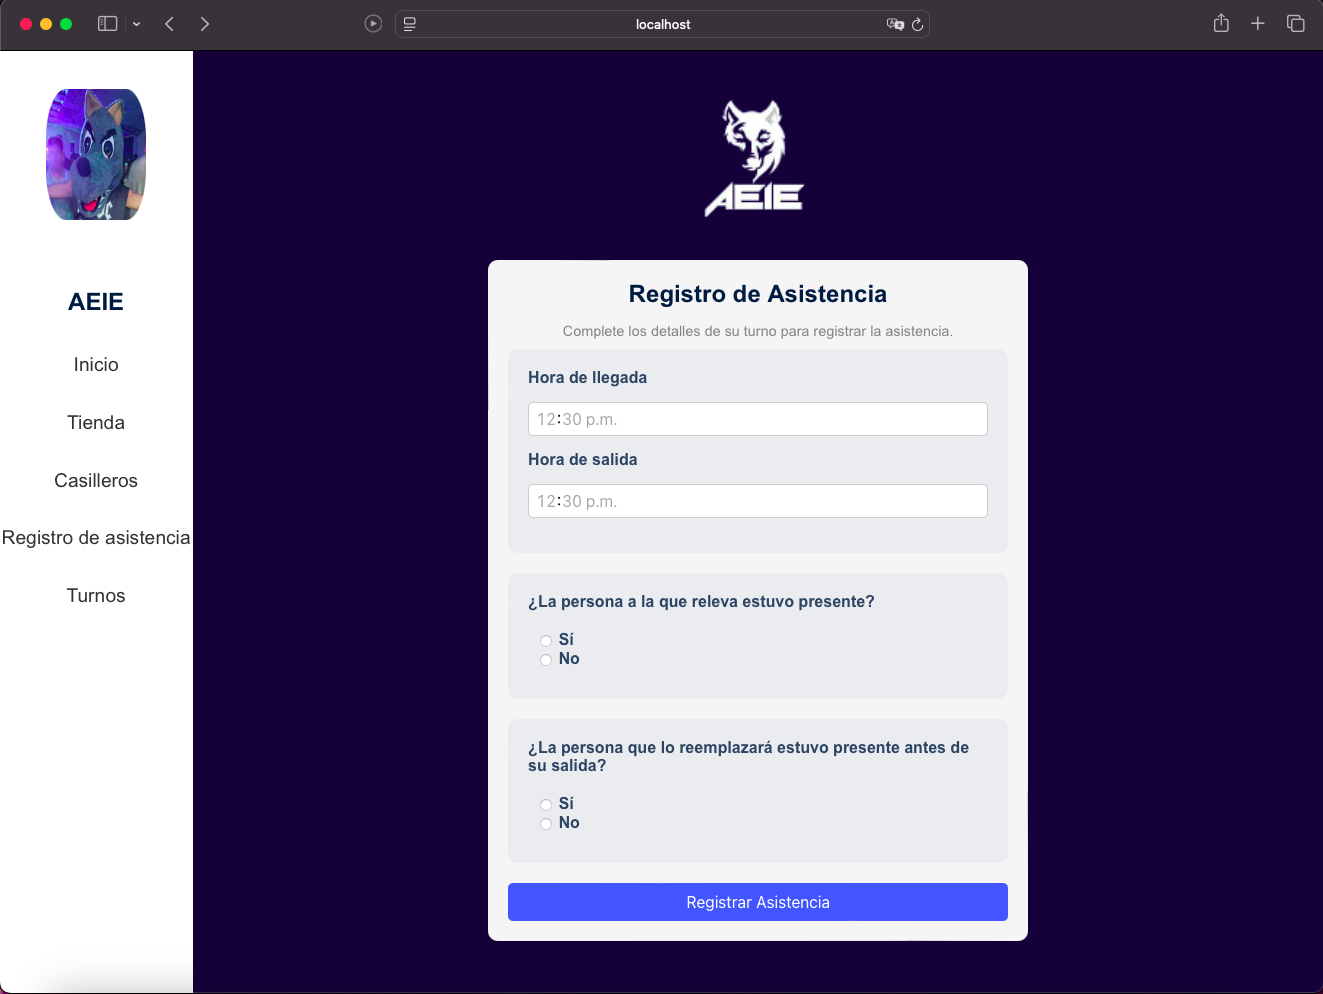 localhost
AEIE
Inicio
Tienda
Casilleros
Registro de asistencia
Turnos
AEIE
Registro de Asistencia
Complete los detalles de su turno para registrar la asistencia.
Hora de llegada
12:30 p.m.
Hora de salida
12:30 p.m.
¿La persona a la que releva estuvo presente?
Sí
No
¿La persona que lo reemplazará estuvo presente antes de
su salida?
Sí
No
Registrar Asistencia